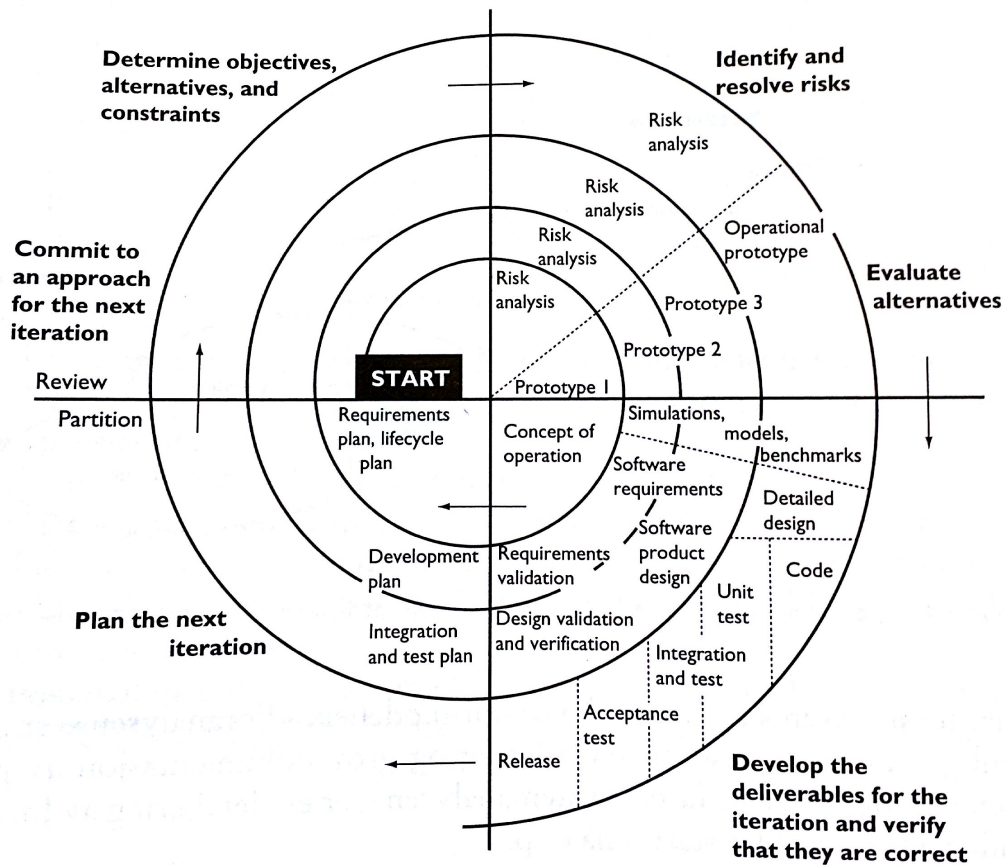 Determine objectives,
alternatives, and
constraints
Identify and
resolve risks
Risk
analysis
Risk
analysis
Risk
analysis
Risk
analysis
Operational
prototype
Commit to
an approach
for the next
iteration
Evaluate
alternatives
Prototype 3
Prototype 2
START
Prototype 1
Review
Partition
Requirements
plan, lifecycle
plan
Concept of
operation
Simulations,
models,
benchmarks
Software
requirements
Detailed
design
Software
product
design
Code
Development
plan
Requirements
validation
Unit
test
Plan the next
iteration
Integration
and test plan
Design validation
and verification
Integration
and test
Acceptance
test
Release
Develop the
deliverables for the
iteration and verify
that they are correct